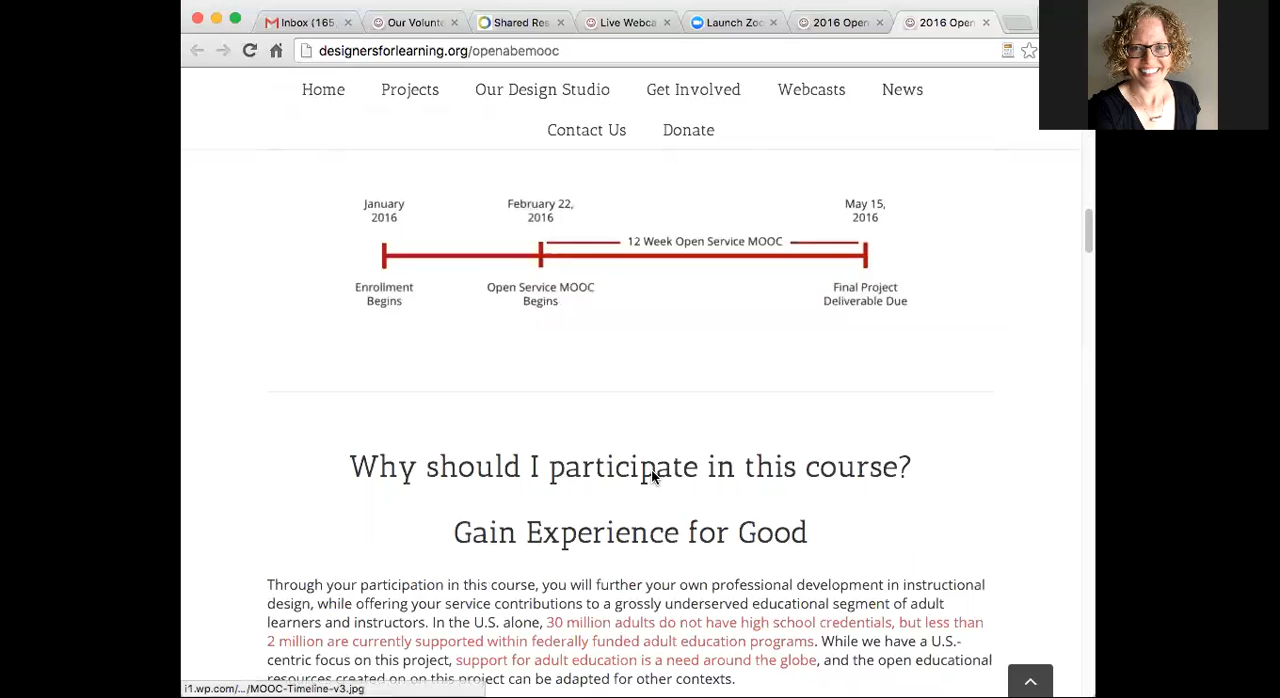 Inbox (165,
Our Volunte
Shared Res
Live Webca
Launch Zoo
2016 Open
2016 Open
designersforlearning.org/openabemooc
Home
Projects
Our Design Studio
Get Involved
Webcasts
News
Contact Us
Donate
January
2016
February 22,
2016
May 15,
2016
12 Week Open Service MOOC
Enrollment
Begins
Open Service MOOC
Begins
Final Project
Deliverable Due
Why should I participate in this course?
Gain Experience for Good
Through your participation in this course, you will further your own professional development in instructional
design, while offering your service contributions to a grossly underserved educational segment of adult
learners and instructors. In the U.S. alone, 30 million adults do not have high school credentials, but less than
2 million are currently supported within federally funded adult education programs. While we have a U.S.-
centric focus on this project, support for adult education is a need around the globe, and the open educational
resources created on on this project can be adapted for other contexts.
i1.wp.com/.../MOOC-Timeline-v3.jpg